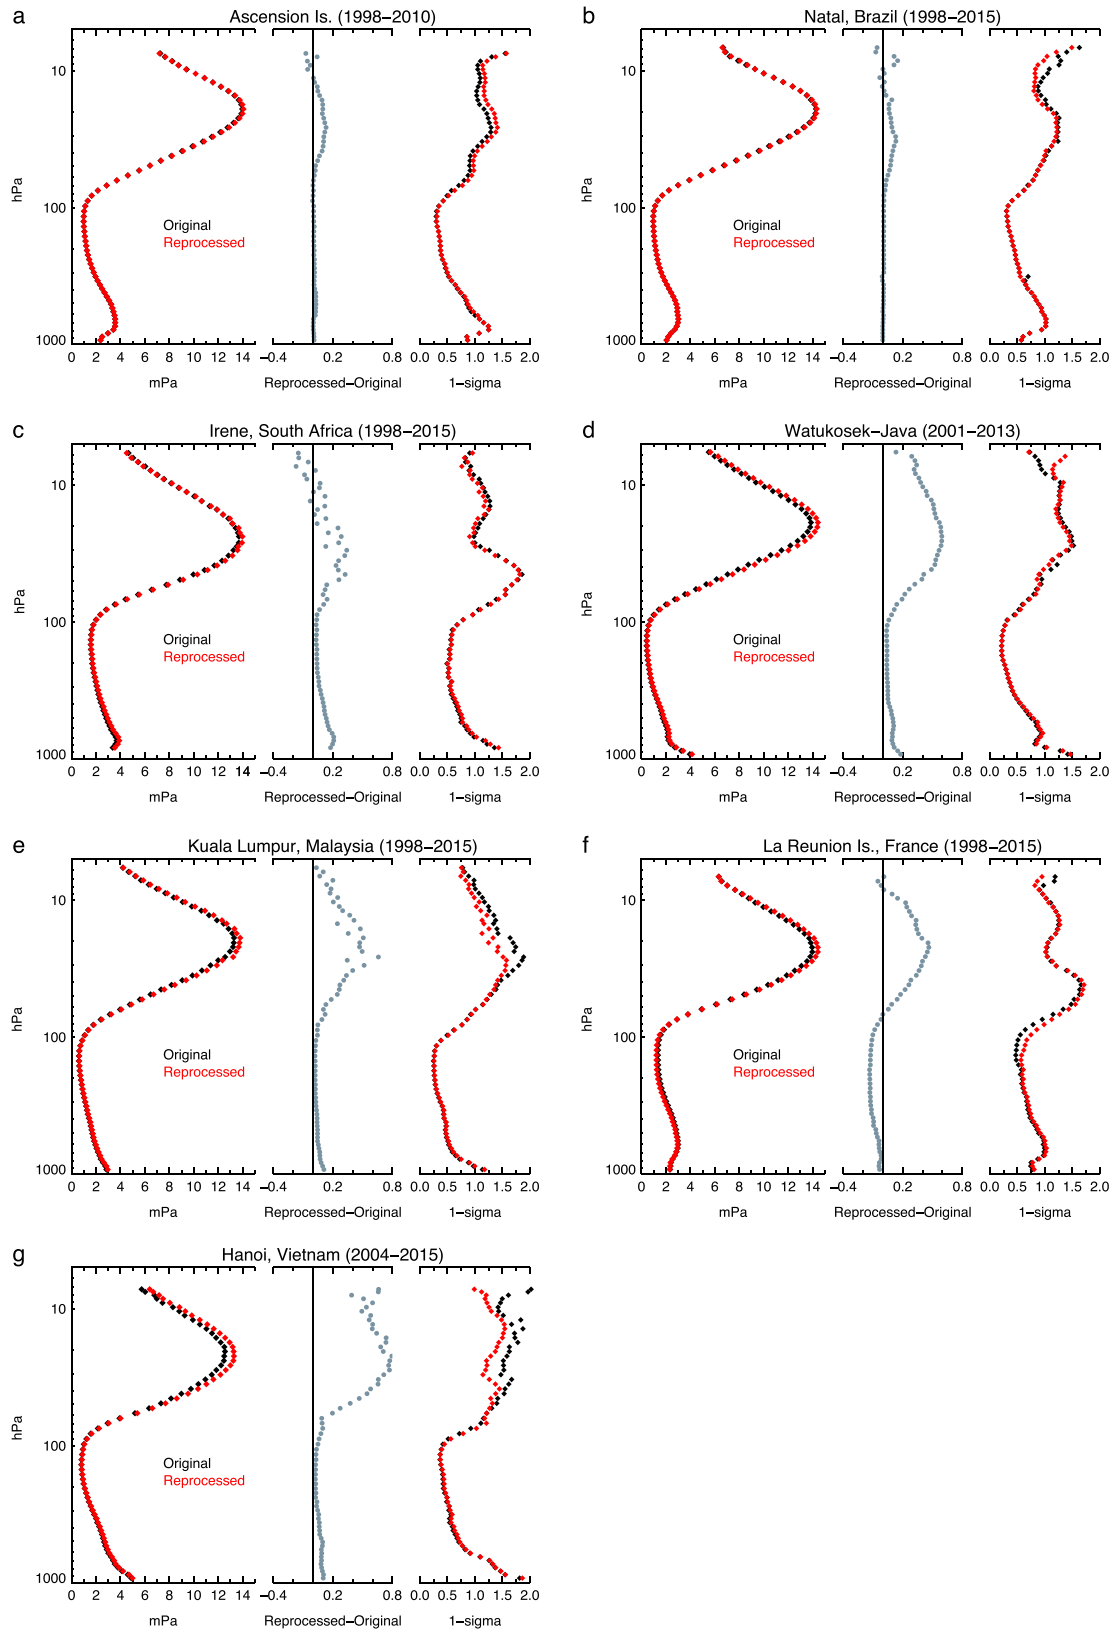 a Ascension Is. (1998−2010)
10
100
1000
hPa
Original
Reprocessed
0 2 4 6 8 10 12 14
−0.4 0.2 0.8
0.0 0.5 1.0 1.5 2.0
mPa Reprocessed−Original 1−sigma
b Natal, Brazil (1998−2015)
10
100
1000
hPa
Original
Reprocessed
0 2 4 6 8 10 12 14
−0.4 0.2 0.8
0.0 0.5 1.0 1.5 2.0
mPa Reprocessed−Original 1−sigma
c Irene, South Africa (1998−2015)
10
100
1000
hPa
Original
Reprocessed
0 2 4 6 8 10 12 14
−0.4 0.2 0.8
0.0 0.5 1.0 1.5 2.0
mPa Reprocessed−Original 1−sigma
d Watukosek−Java (2001−2013)
10
100
1000
hPa
Original
Reprocessed
0 2 4 6 8 10 12 14
−0.4 0.2 0.8
0.0 0.5 1.0 1.5 2.0
mPa Reprocessed−Original 1−sigma
e Kuala Lumpur, Malaysia (1998−2015)
10
100
1000
hPa
Original
Reprocessed
0 2 4 6 8 10 12 14
−0.4 0.2 0.8
0.0 0.5 1.0 1.5 2.0
mPa Reprocessed−Original 1−sigma
f La Reunion Is., France (1998−2015)
10
100
1000
hPa
Original
Reprocessed
0 2 4 6 8 10 12 14
−0.4 0.2 0.8
0.0 0.5 1.0 1.5 2.0
mPa Reprocessed−Original 1−sigma
g Hanoi, Vietnam (2004−2015)
10
100
1000
hPa
Original
Reprocessed
0 2 4 6 8 10 12 14
−0.4 0.2 0.8
0.0 0.5 1.0 1.5 2.0
mPa Reprocessed−Original 1−sigma